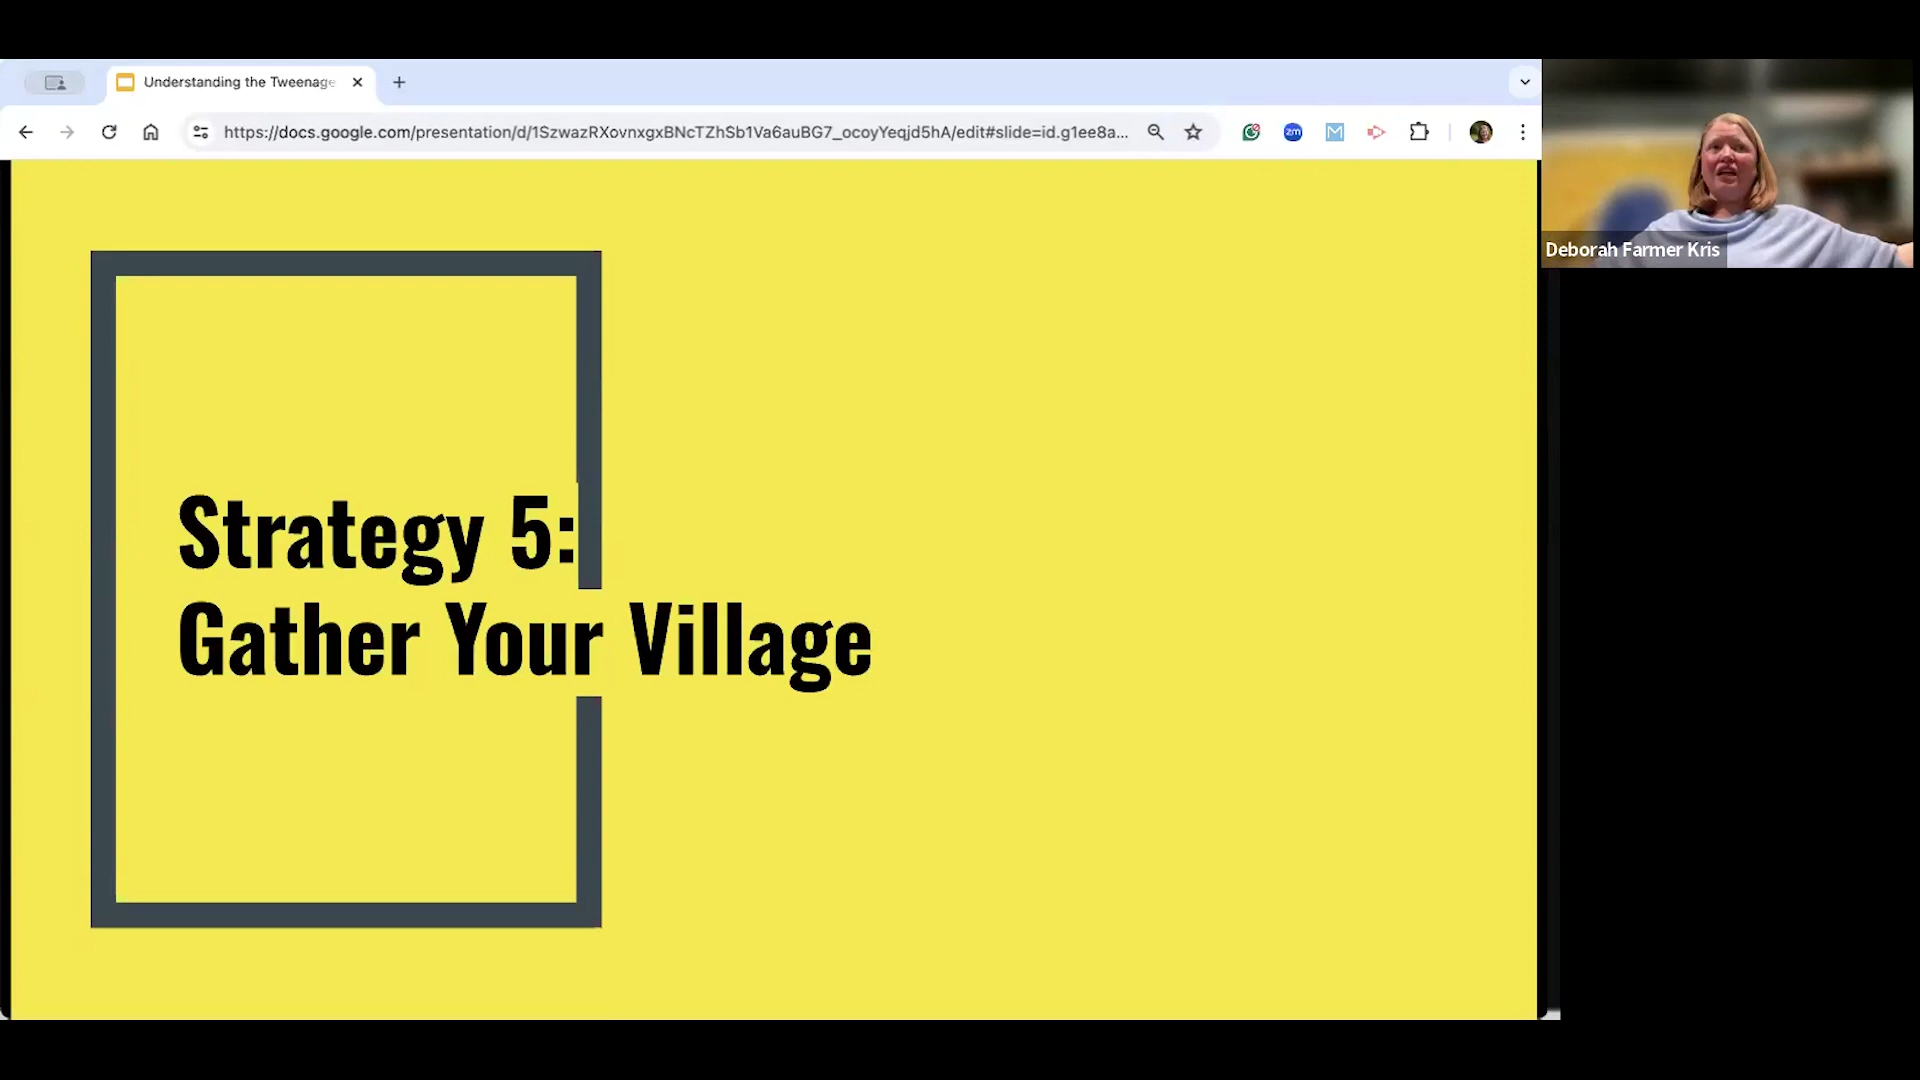 Understanding the Tweenage
https://docs.google.com/presentation/d/1SzwazRXovnxgxBNcTZhSb1Va6auBG7_ocoyYeqjd5hA/edit#slide=id.g1ee8a...
zm
M
Deborah Farmer Kris
Strategy 5:
Gather Your Village